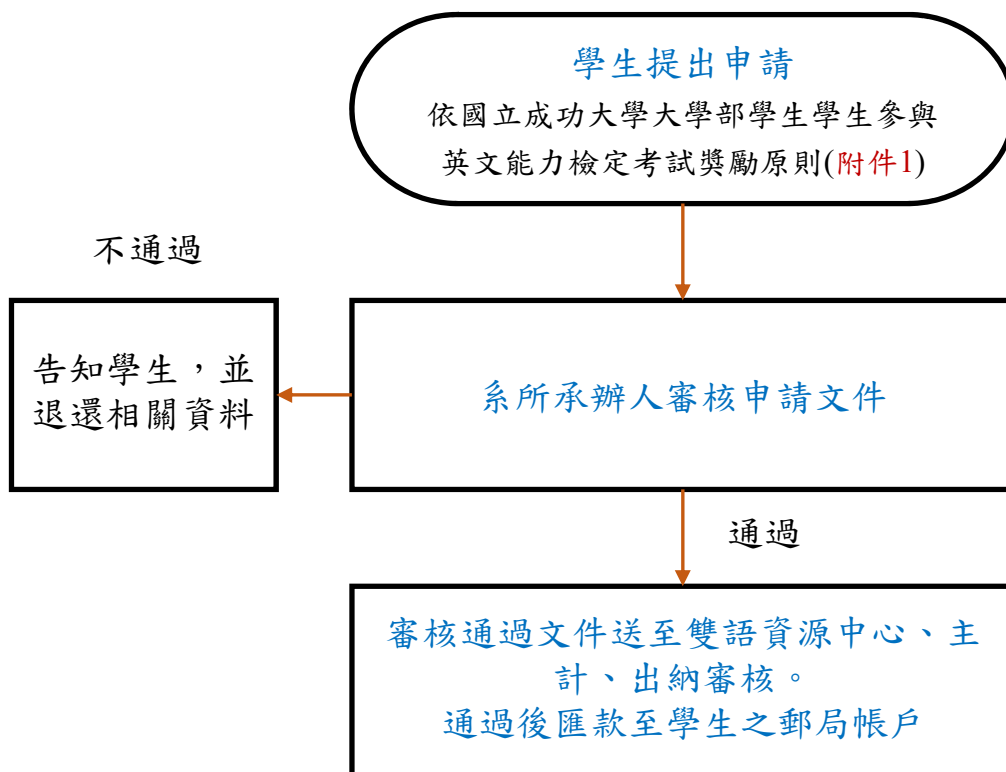 學生提出申請
依國立成功大學大學部學生學生參與
英文能力檢定考試獎勵原則(附件1)
不通過
告知學生，並
退還相關資料
系所承辦人審核申請文件
通過
審核通過文件送至雙語資源中心、主
計、出納審核。
通過後匯款至學生之郵局帳戶